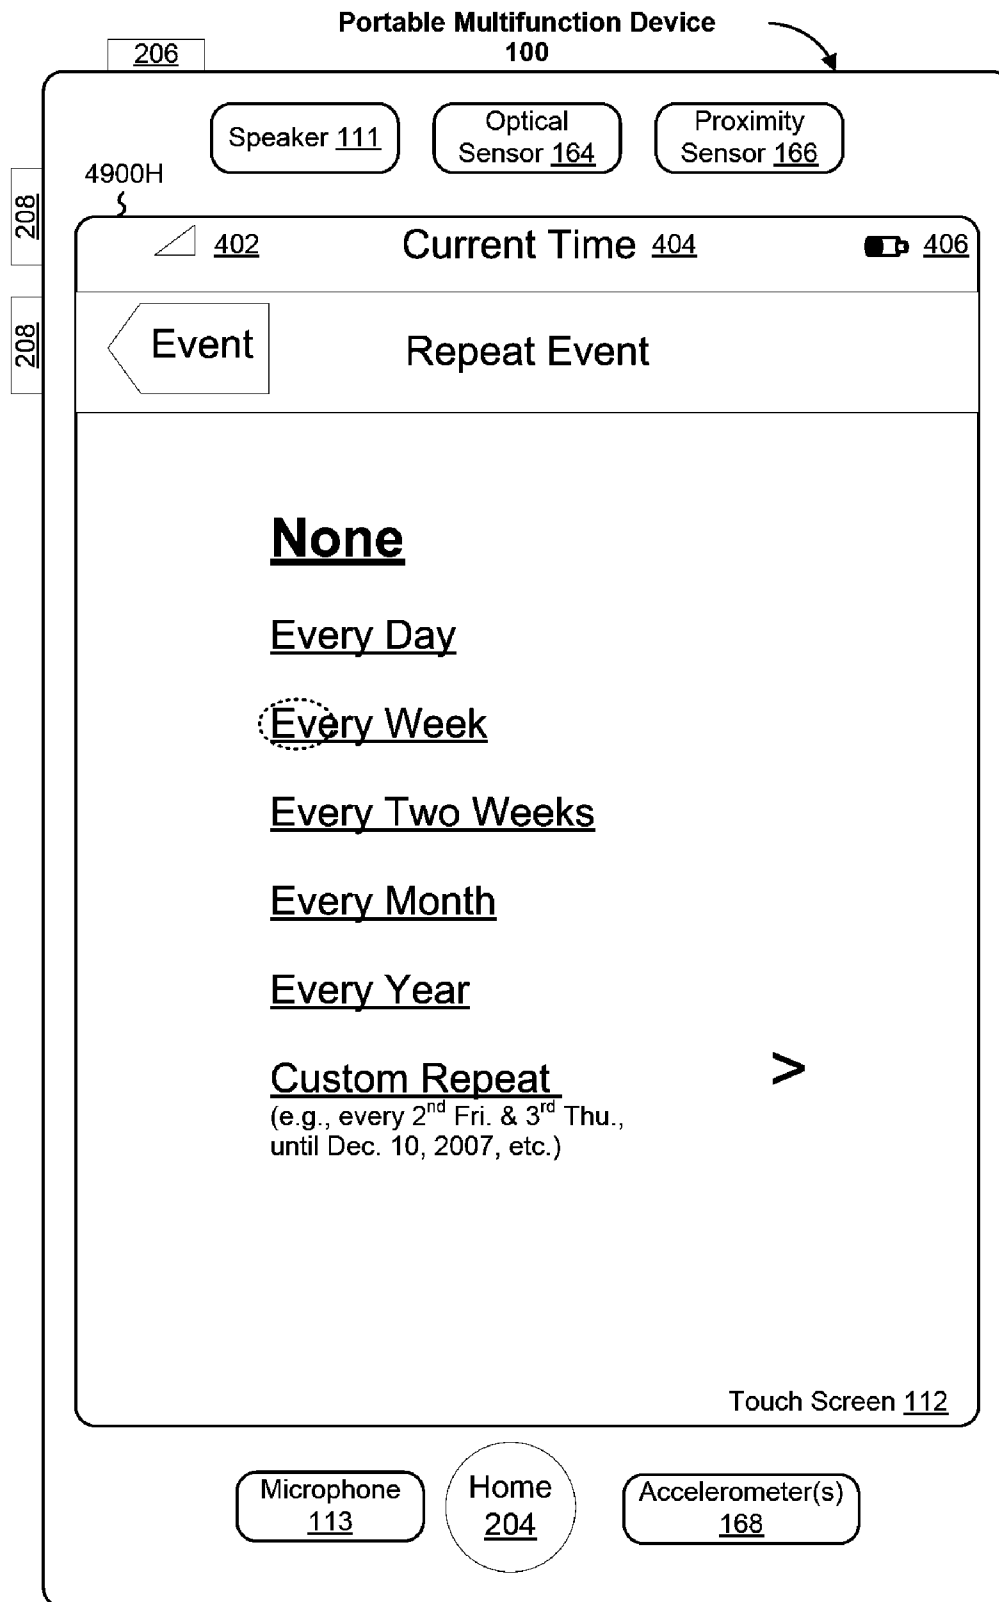 Portable Multifunction Device
100
206
Speaker 111
Optical
Sensor 164
Proximity
Sensor 166
4900H
208
402
Current Time 404
406
208
Event
Repeat Event
None
Every Day
Every Week
Every Two Weeks
Every Month
Every Year
Custom Repeat >
(e.g., every 2nd Fri. & 3rd Thu.,
until Dec. 10, 2007, etc.)
Touch Screen 112
Microphone
113
Home
204
Accelerometer(s)
168